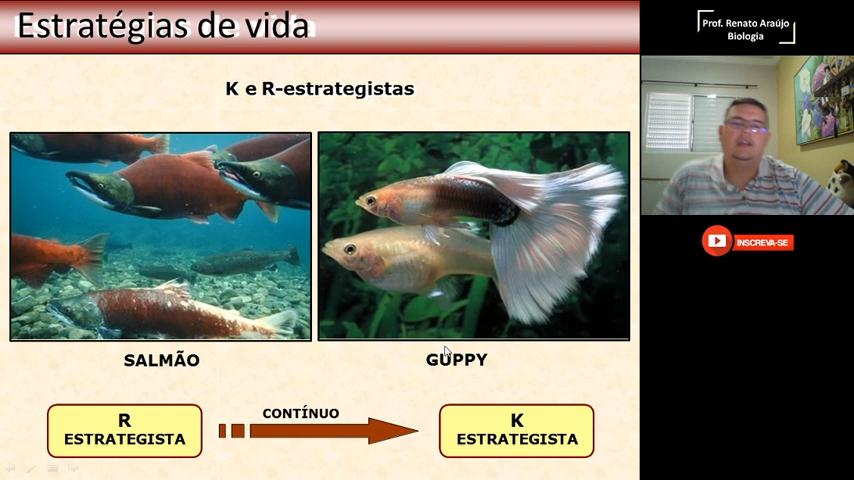 Estratégias de vida
Prof. Renato Araújo
Biologia
K e R-estrategistas
INSCREVA-SE
SALMÃO
GUPPY
R
ESTRATEGISTA
CONTÍNUO
K
ESTRATEGISTA